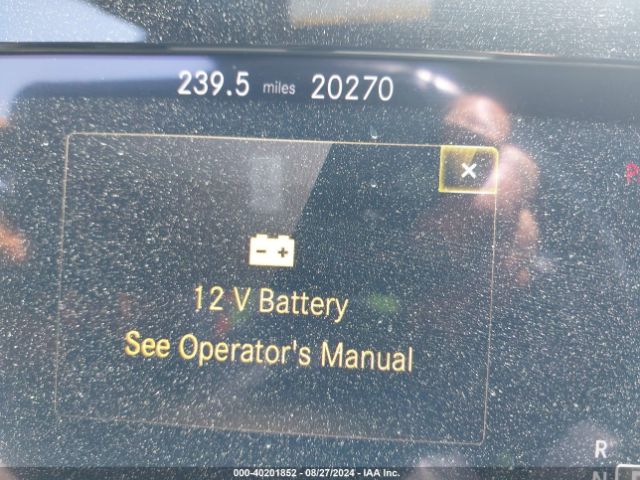 239.5 miles 20270
×
12 V Battery
See Operator's Manual
P
R
N
000-40201852 - 08/27/2024 - IAA Inc.